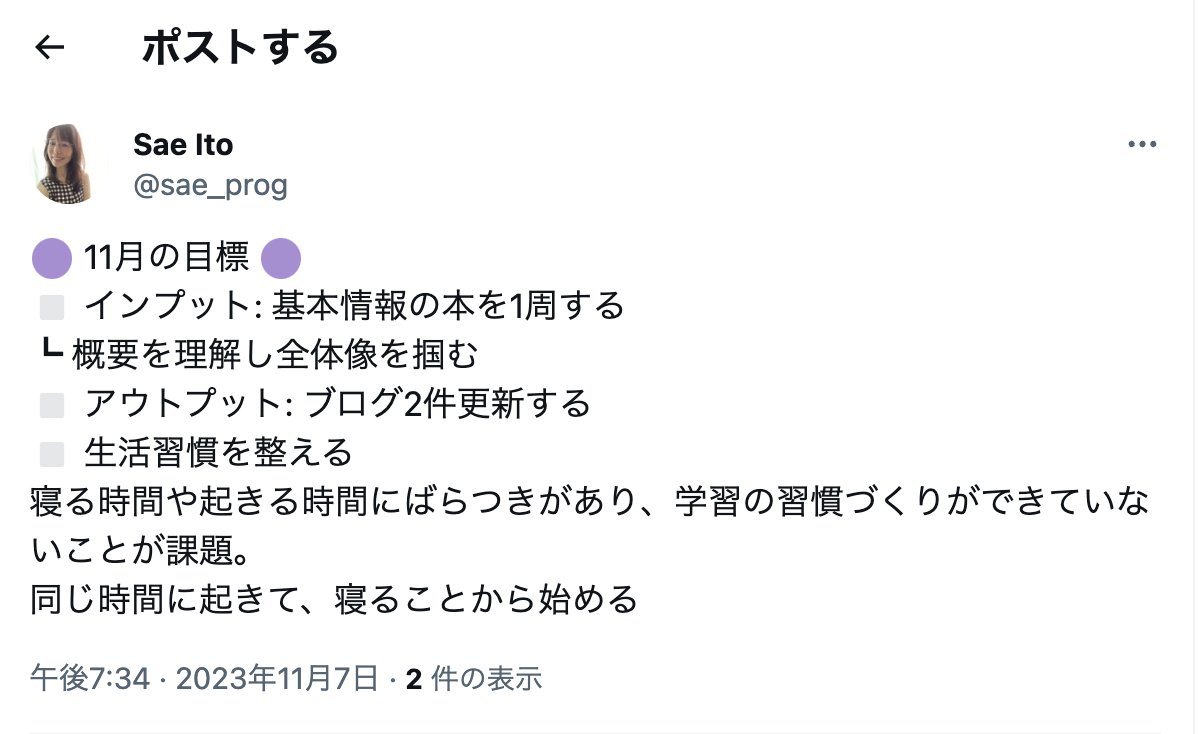 ← ポストする
Sae Ito
@sae_prog
🟣 11月の目標 🟣
◽ インプット: 基本情報の本を1周する
┗ 概要を理解し全体像を掴む
◽ アウトプット: ブログ2件更新する
◽ 生活習慣を整える
寝る時間や起きる時間にばらつきがあり、学習の習慣づくりができていな
いことが課題。
同じ時間に起きて、寝ることから始める
午後7:34 · 2023年11月7日 · 2 件の表示